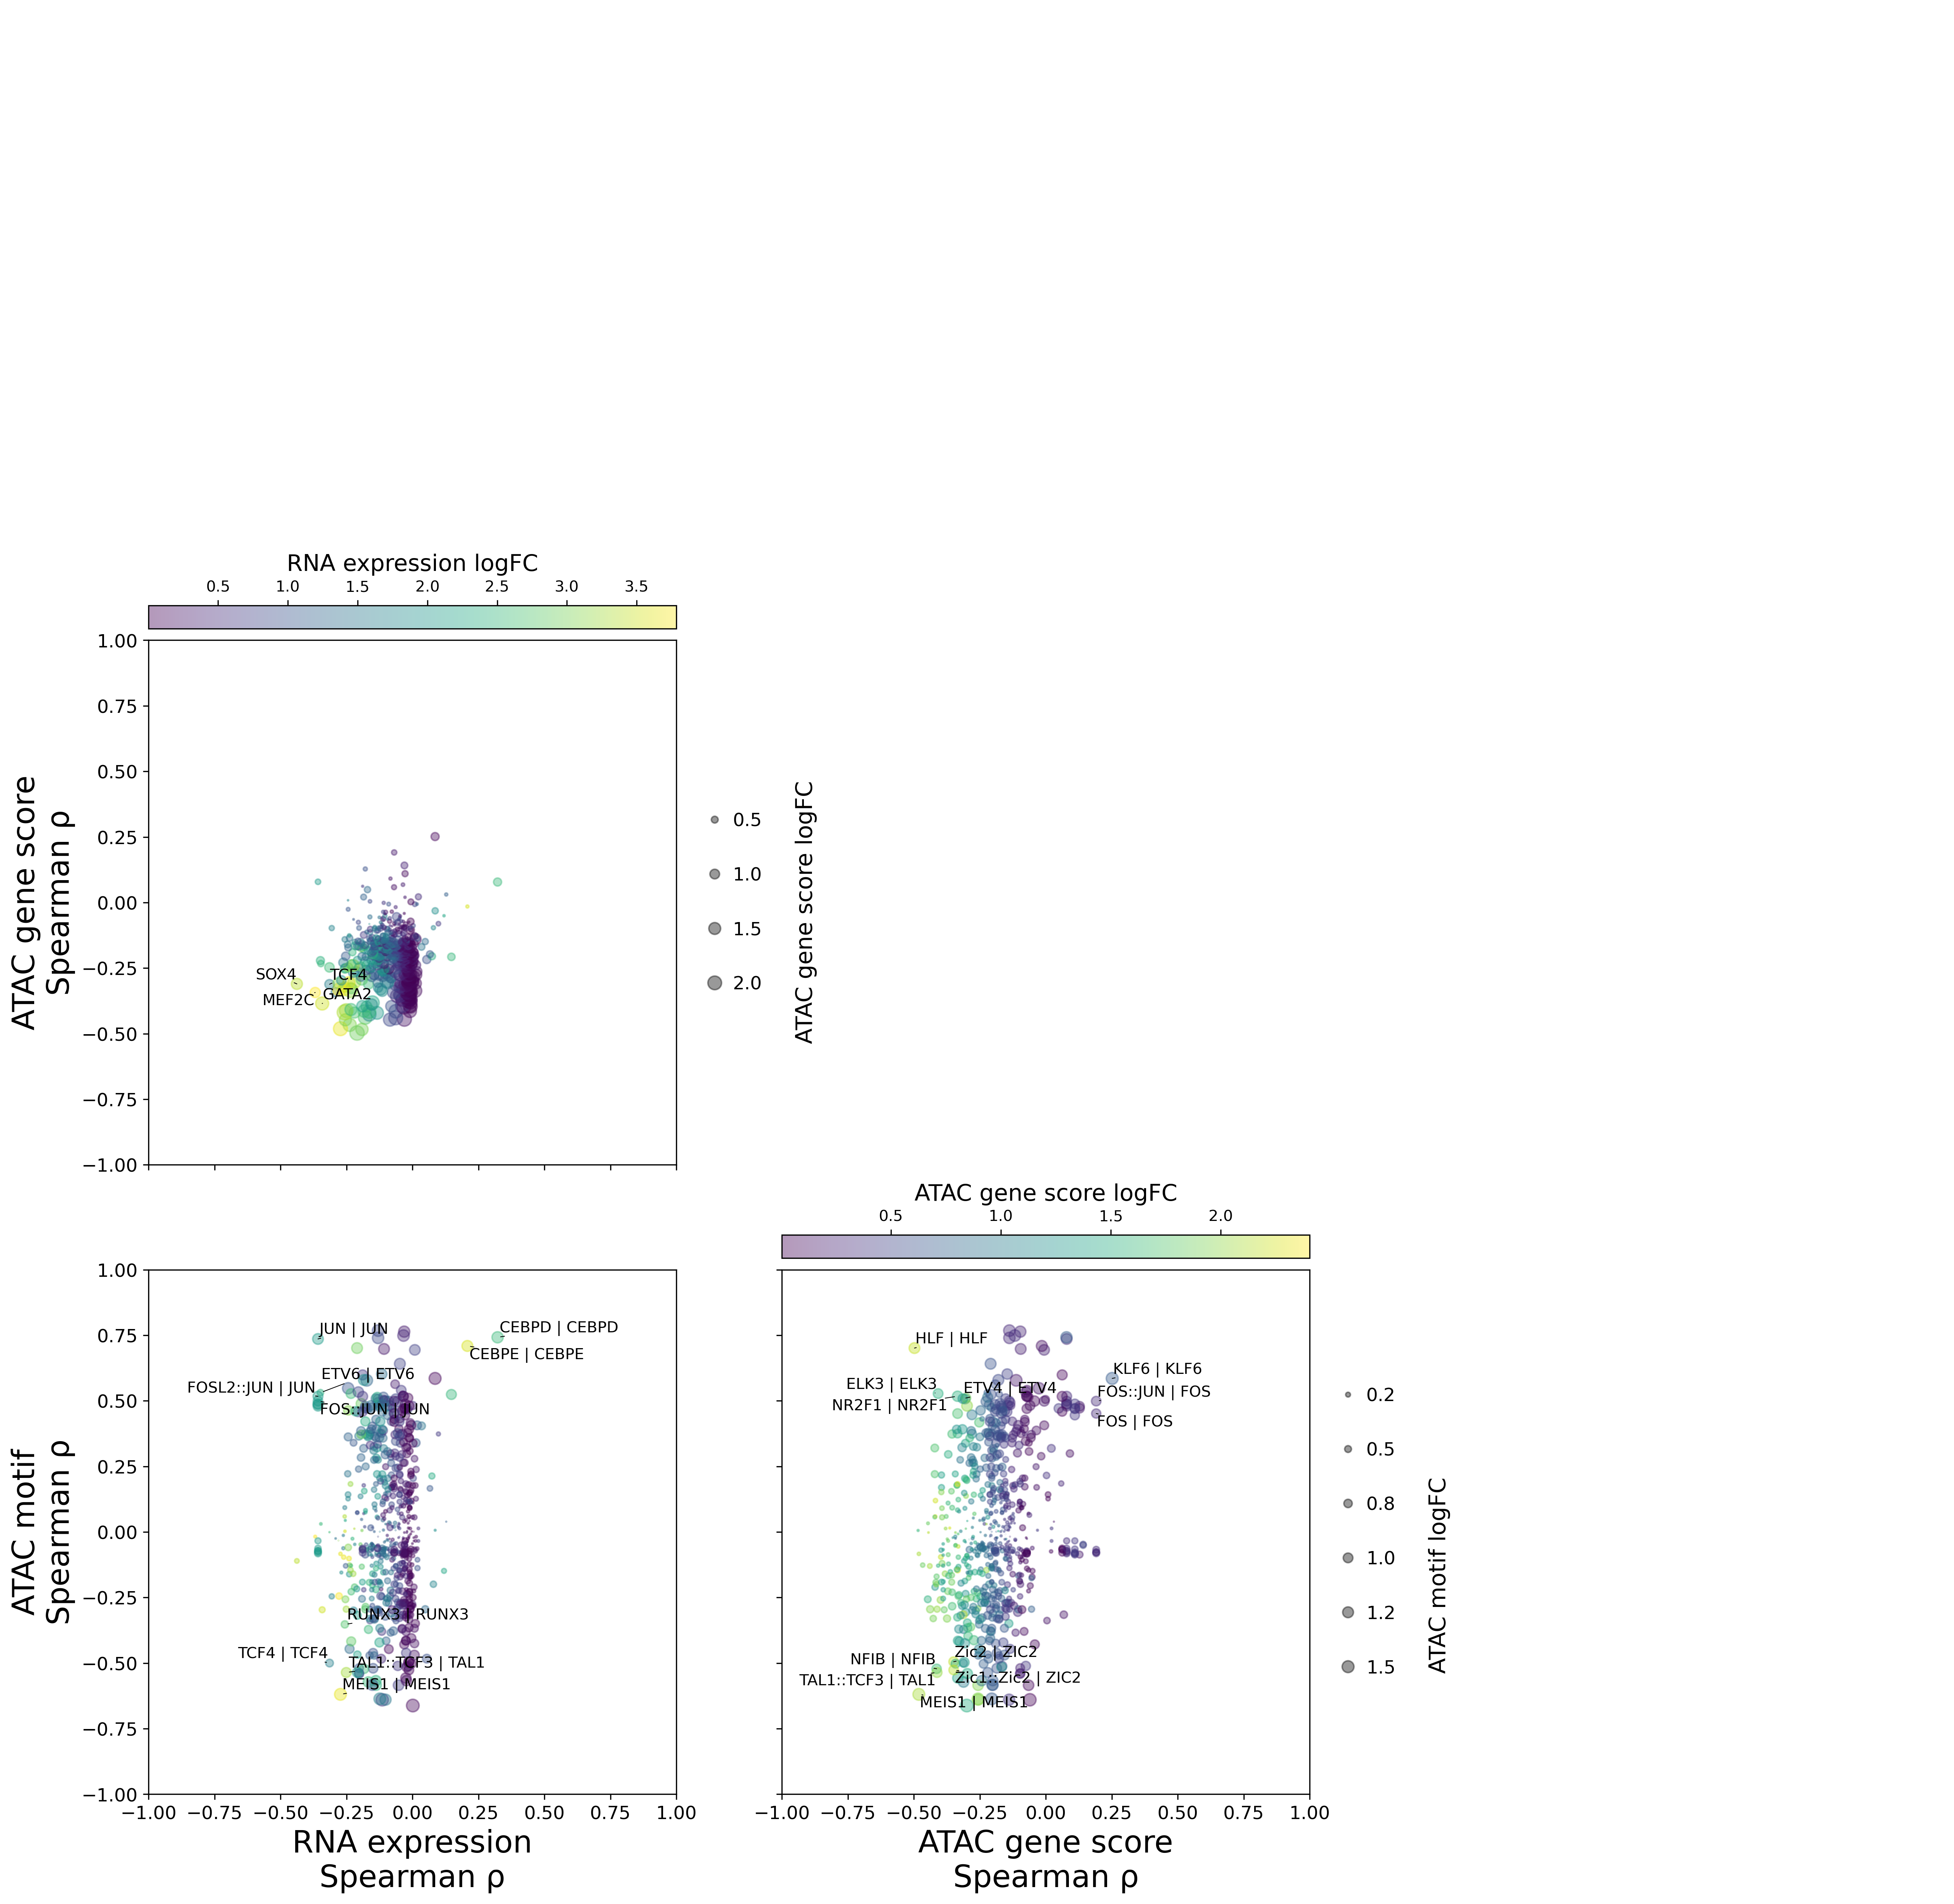 RNA expression logFC
0.5 1.0 1.5 2.0 2.5 3.0 3.5
1.00
0.75
0.50
0.25
0.00
−0.25
−0.50
−0.75
−1.00
ATAC gene score
Spearman ρ
SOX4
TCF4
MEF2C
GATA2
0.5
1.0
1.5
2.0
ATAC gene score logFC
ATAC gene score logFC
0.5 1.0 1.5 2.0
1.00
0.75
0.50
0.25
0.00
−0.25
−0.50
−0.75
−1.00
ATAC motif
Spearman ρ
JUN | JUN
CEBPD | CEBPD
CEBPE | CEBPE
ETV6 | ETV6
FOSL2::JUN | JUN
FOS::JUN | JUN
RUNX3 | RUNX3
TCF4 | TCF4
TAL1::TCF3 | TAL1
MEIS1 | MEIS1
−1.00 −0.75 −0.50 −0.25 0.00 0.25 0.50 0.75 1.00
RNA expression
Spearman ρ
HLF | HLF
KLF6 | KLF6
ELK3 | ELK3
ETV4 | ETV4
FOS::JUN | FOS
NR2F1 | NR2F1
FOS | FOS
Zic2 | ZIC2
NFIB | NFIB
Zic1::Zic2 | ZIC2
TAL1::TCF3 | TAL1
MEIS1 | MEIS1
−1.00 −0.75 −0.50 −0.25 0.00 0.25 0.50 0.75 1.00
ATAC gene score
Spearman ρ
0.2
0.5
0.8
1.0
1.2
1.5
ATAC motif logFC